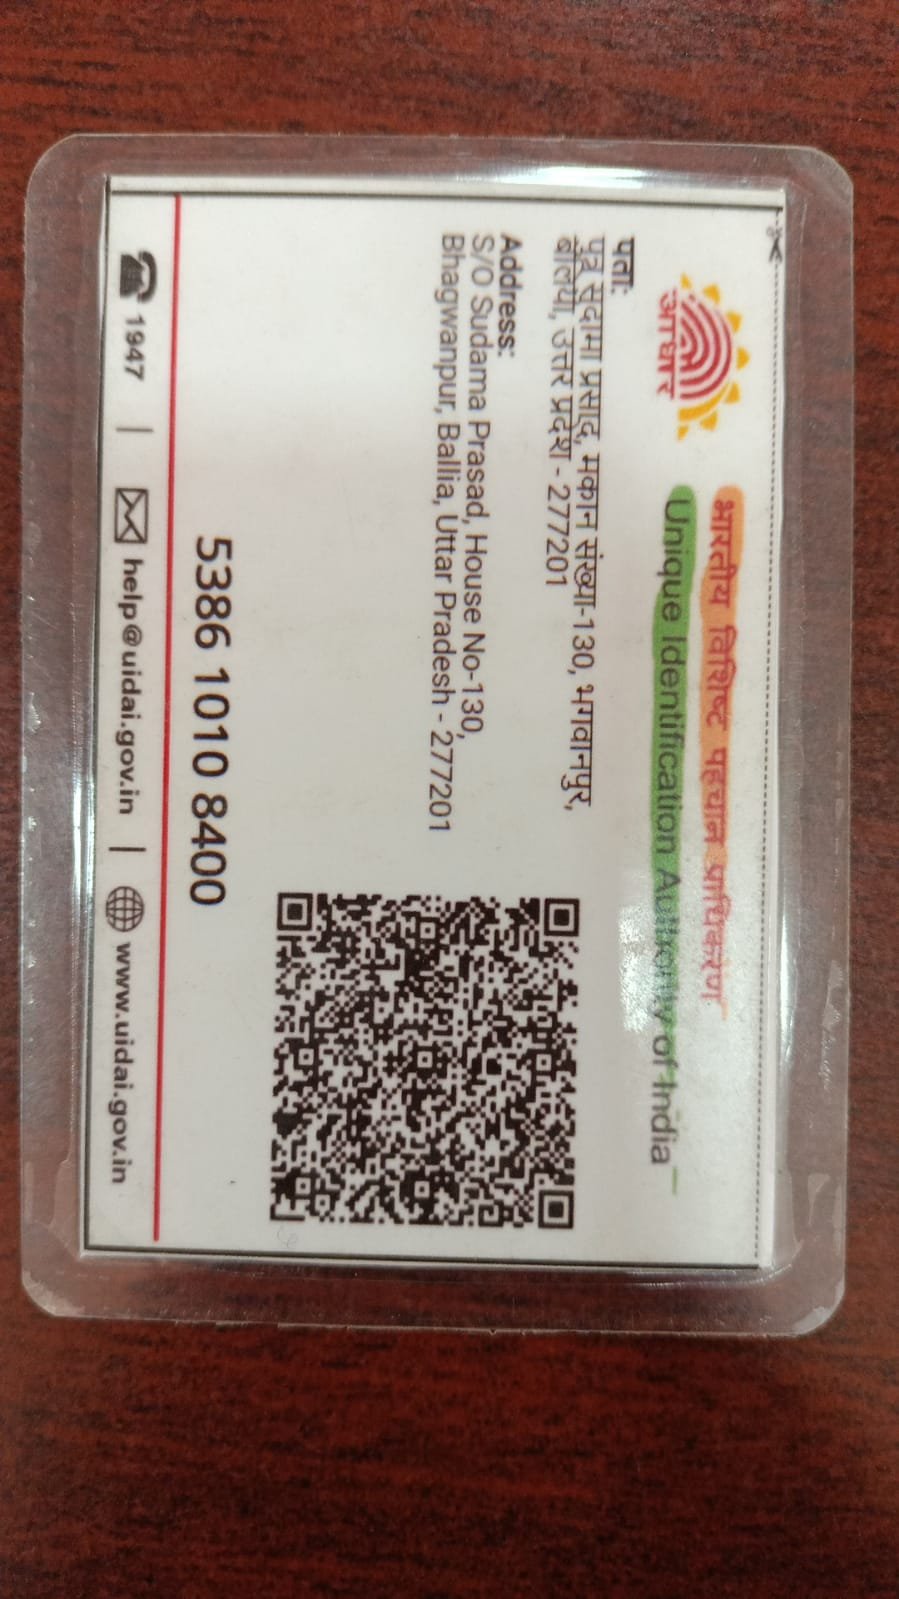 आधार
भारतीय विशिष्ट पहचान प्राधिकरण
Unique Identification Authority of India
पता:
पुत्र सुदामा प्रसाद, मकान संख्या-130, भगवानपुर,
बलिया, उत्तर प्रदेश - 277201
Address:
S/O Sudama Prasad, House No-130,
Bhagwanpur, Ballia, Uttar Pradesh - 277201
5386 1010 8400
1947 | help@uidai.gov.in | www.uidai.gov.in